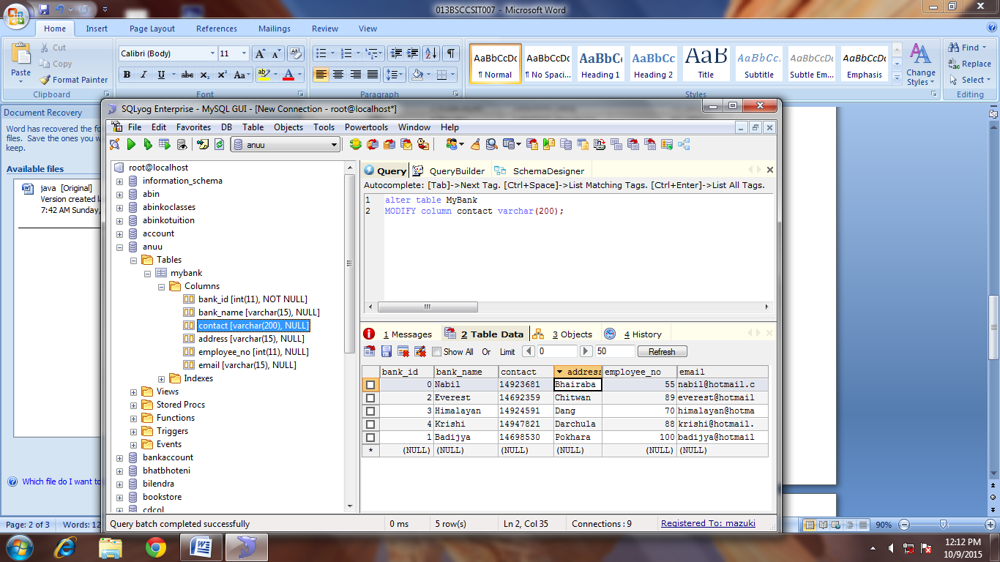 013BSCCSIT007 - Microsoft Word
Home Insert Page Layout References Mailings Review View
Paste
Cut
Copy
Format Painter
Clipboard
Calibri (Body) 11
Font
Paragraph
AaBbCcDc AaBbCcDc AaBbC AaBbCc AaB AaBbCc. AaBbCcDc AaBbCcDc
¶ Normal ¶ No Spaci... Heading 1 Heading 2 Title Subtitle Subtle Em... Emphasis
Change Styles
Styles
Find
Replace
Select
Editing
Document Recovery
Word has recovered the fo
files. Save the ones you w
keep.
Available files
java [Original]
Version created la
7:42 AM Sunday,
Which file do I want to
SQLyog Enterprise - MySQL GUI - [New Connection - root@localhost*]
File Edit Favorites DB Table Objects Tools Powertools Window Help
anuu
root@localhost
information_schema
abin
abinkoclasses
abinkotuition
account
anuu
Tables
mybank
Columns
bank_id [int(11), NOT NULL]
bank_name [varchar(15), NULL]
contact [varchar(200), NULL]
address [varchar(15), NULL]
employee_no [int(11), NULL]
email [varchar(15), NULL]
Indexes
Views
Stored Procs
Functions
Triggers
Events
bankaccount
bhatbhoteni
bilendra
bookstore
cdcol
Query QueryBuilder SchemaDesigner
Autocomplete: [Tab]->Next Tag. [Ctrl+Space]->List Matching Tags. [Ctrl+Enter]->List All Tags.
1 alter table MyBank
2 MODIFY column contact varchar(200);
1 Messages 2 Table Data 3 Objects 4 History
Show All Or Limit 0 50 Refresh
bank_id bank_name contact address employee_no email
0 Nabil 14923681 Bhairaba 55 nabil@hotmail.c
2 Everest 14692359 Chitwan 89 everest@hotmail
3 Himalayan 14924591 Dang 70 himalayan@hotma
4 Krishi 14947821 Darchula 88 krishi@hotmail.
1 Badijya 14698530 Pokhara 100 badijya@hotmail
* (NULL) (NULL) (NULL) (NULL) (NULL) (NULL)
Query batch completed successfully 0 ms 5 row(s) Ln 2, Col 35 Connections : 9 Registered To: mazuki
Page: 2 of 3 Words: 12 90%
12:12 PM
10/9/2015